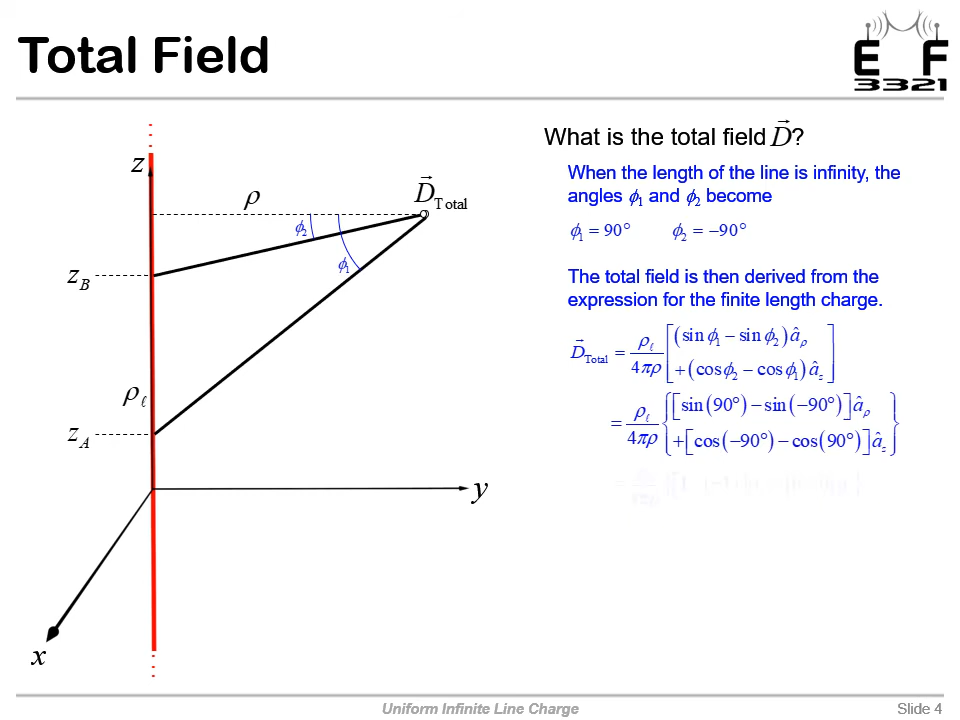 Total Field
E F
3321
z
ρ
D⃗_Total
ϕ₂
ϕ₁
z_B
ρ_ℓ
z_A
y
x
What is the total field D⃗?
When the length of the line is infinity, the
angles ϕ₁ and ϕ₂ become
ϕ₁ = 90° ϕ₂ = −90°
The total field is then derived from the
expression for the finite length charge.
D⃗_Total = ρ_ℓ/4πρ [(sin ϕ₁ − sin ϕ₂) â_ρ
+ (cos ϕ₂ − cos ϕ₁) â_z]
= ρ_ℓ/4πρ {[sin(90°) − sin(−90°)] â_ρ
+ [cos(−90°) − cos(90°)] â_z}
Uniform Infinite Line Charge
Slide 4